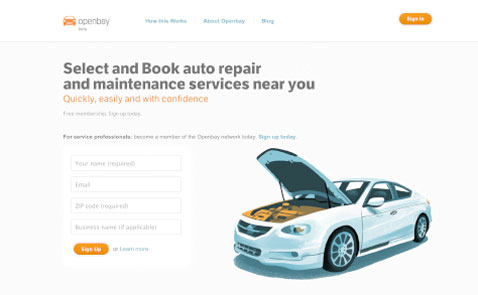 openbay
beta
How this Works
About Openbay
Blog
Sign In
Select and Book auto repair
and maintenance services near you
Quickly, easily and with confidence
Free membership. Sign up today.
For service professionals, become a member of the Openbay network today. Sign up today.
Your name (required)
Email
ZIP code (required)
Business name (if applicable)
Sign Up or Learn more